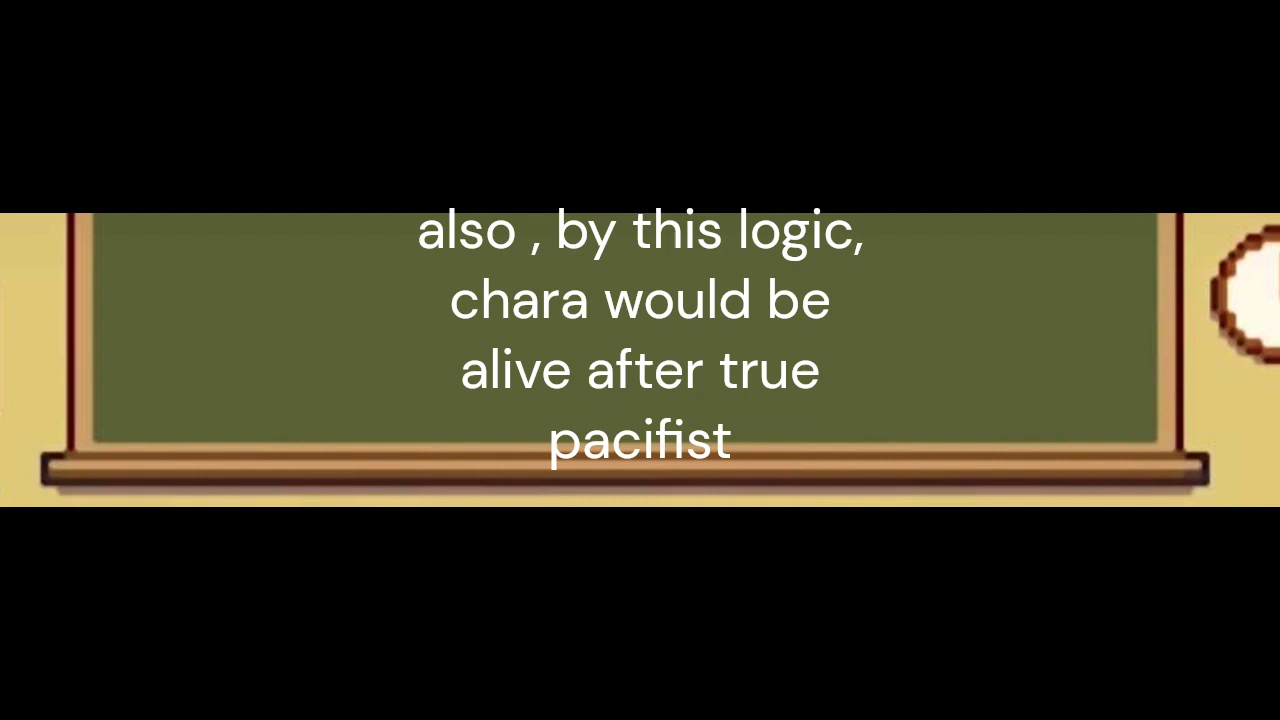 also , by this logic,
chara would be
alive after true
pacifist